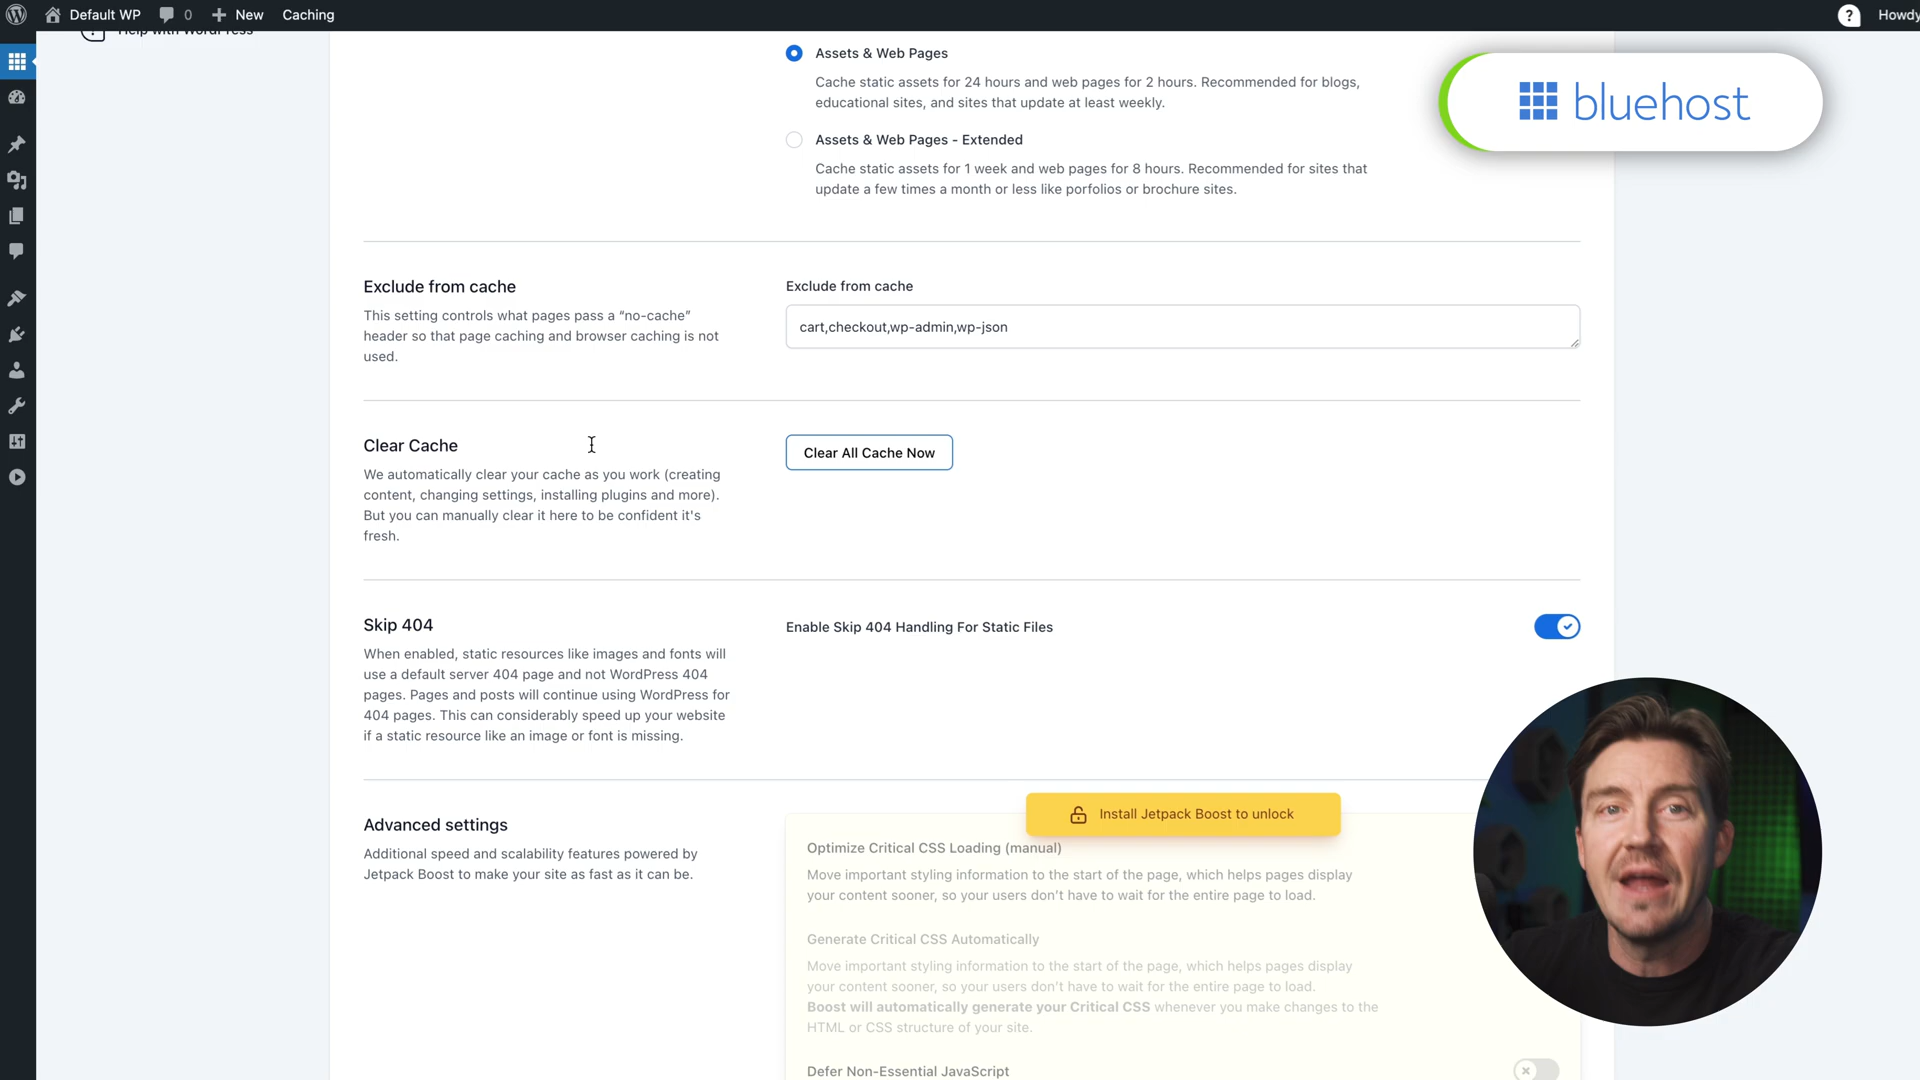 Default WP 0 New Caching ? Howdy
Help with WordPress
Assets & Web Pages
Cache static assets for 24 hours and web pages for 2 hours. Recommended for blogs,
educational sites, and sites that update at least weekly.
bluehost
Assets & Web Pages - Extended
Cache static assets for 1 week and web pages for 8 hours. Recommended for sites that
update a few times a month or less like porfolios or brochure sites.
Exclude from cache
This setting controls what pages pass a “no-cache”
header so that page caching and browser caching is not
used.
Exclude from cache
cart,checkout,wp-admin,wp-json
Clear Cache
We automatically clear your cache as you work (creating
content, changing settings, installing plugins and more).
But you can manually clear it here to be confident it's
fresh.
Clear All Cache Now
Skip 404
When enabled, static resources like images and fonts will
use a default server 404 page and not WordPress 404
pages. Pages and posts will continue using WordPress for
404 pages. This can considerably speed up your website
if a static resource like an image or font is missing.
Enable Skip 404 Handling For Static Files
Advanced settings
Additional speed and scalability features powered by
Jetpack Boost to make your site as fast as it can be.
Install Jetpack Boost to unlock
Optimize Critical CSS Loading (manual)
Move important styling information to the start of the page, which helps pages display
your content sooner, so your users don’t have to wait for the entire page to load.
Generate Critical CSS Automatically
Move important styling information to the start of the page, which helps pages display
your content sooner, so your users don’t have to wait for the entire page to load.
Boost will automatically generate your Critical CSS whenever you make changes to the
HTML or CSS structure of your site.
Defer Non-Essential JavaScript